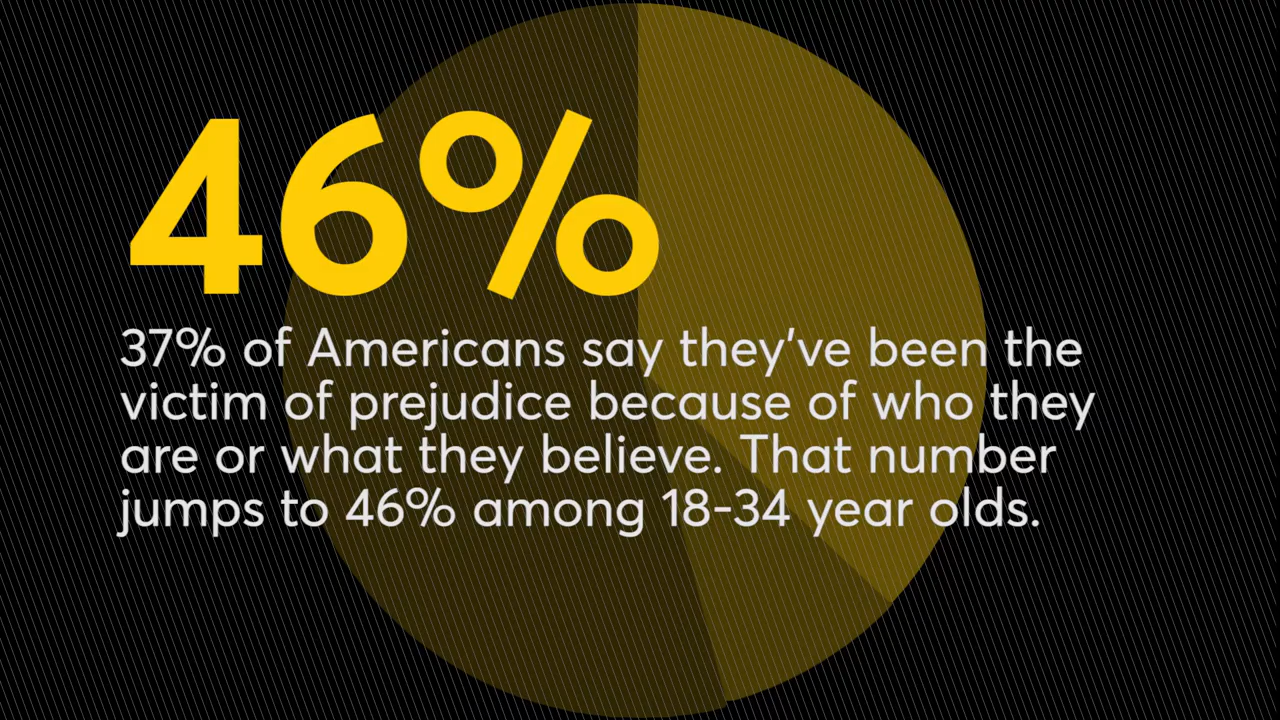 46%
37% of Americans say they've been the
victim of prejudice because of who they
are or what they believe. That number
jumps to 46% among 18-34 year olds.